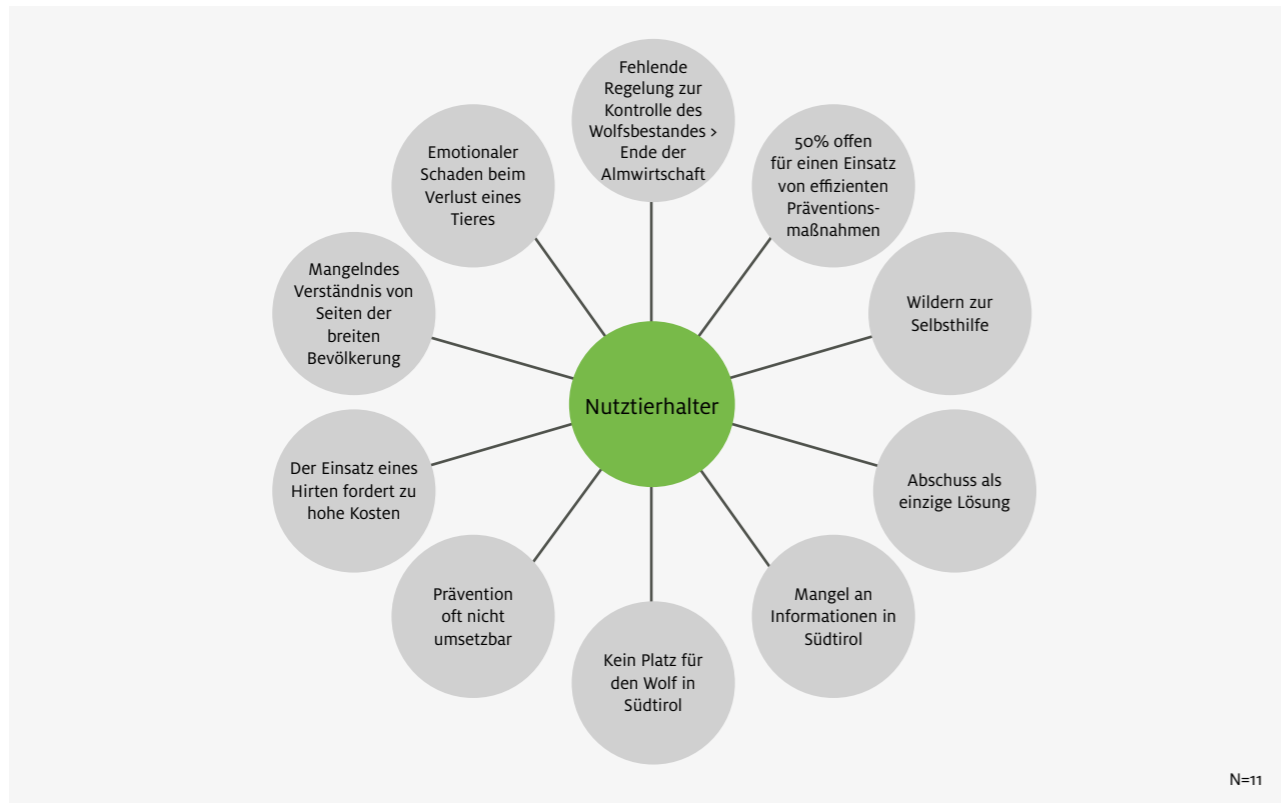 Fehlende
Regelung zur
Kontrolle des
Wolfsbestandes >
Ende der
Almwirtschaft
50% offen
für einen Einsatz
von effizienten
Präventions-
maßnahmen
Wildern zur
Selbsthilfe
Abschuss als
einzige Lösung
Mangel an
Informationen in
Südtirol
Kein Platz für
den Wolf in
Südtirol
Prävention
oft nicht
umsetzbar
Der Einsatz eines
Hirten fordert zu
hohe Kosten
Mangelndes
Verständnis von
Seiten der
breiten
Bevölkerung
Emotionaler
Schaden beim
Verlust eines
Tieres
Nutztierhalter
N=11